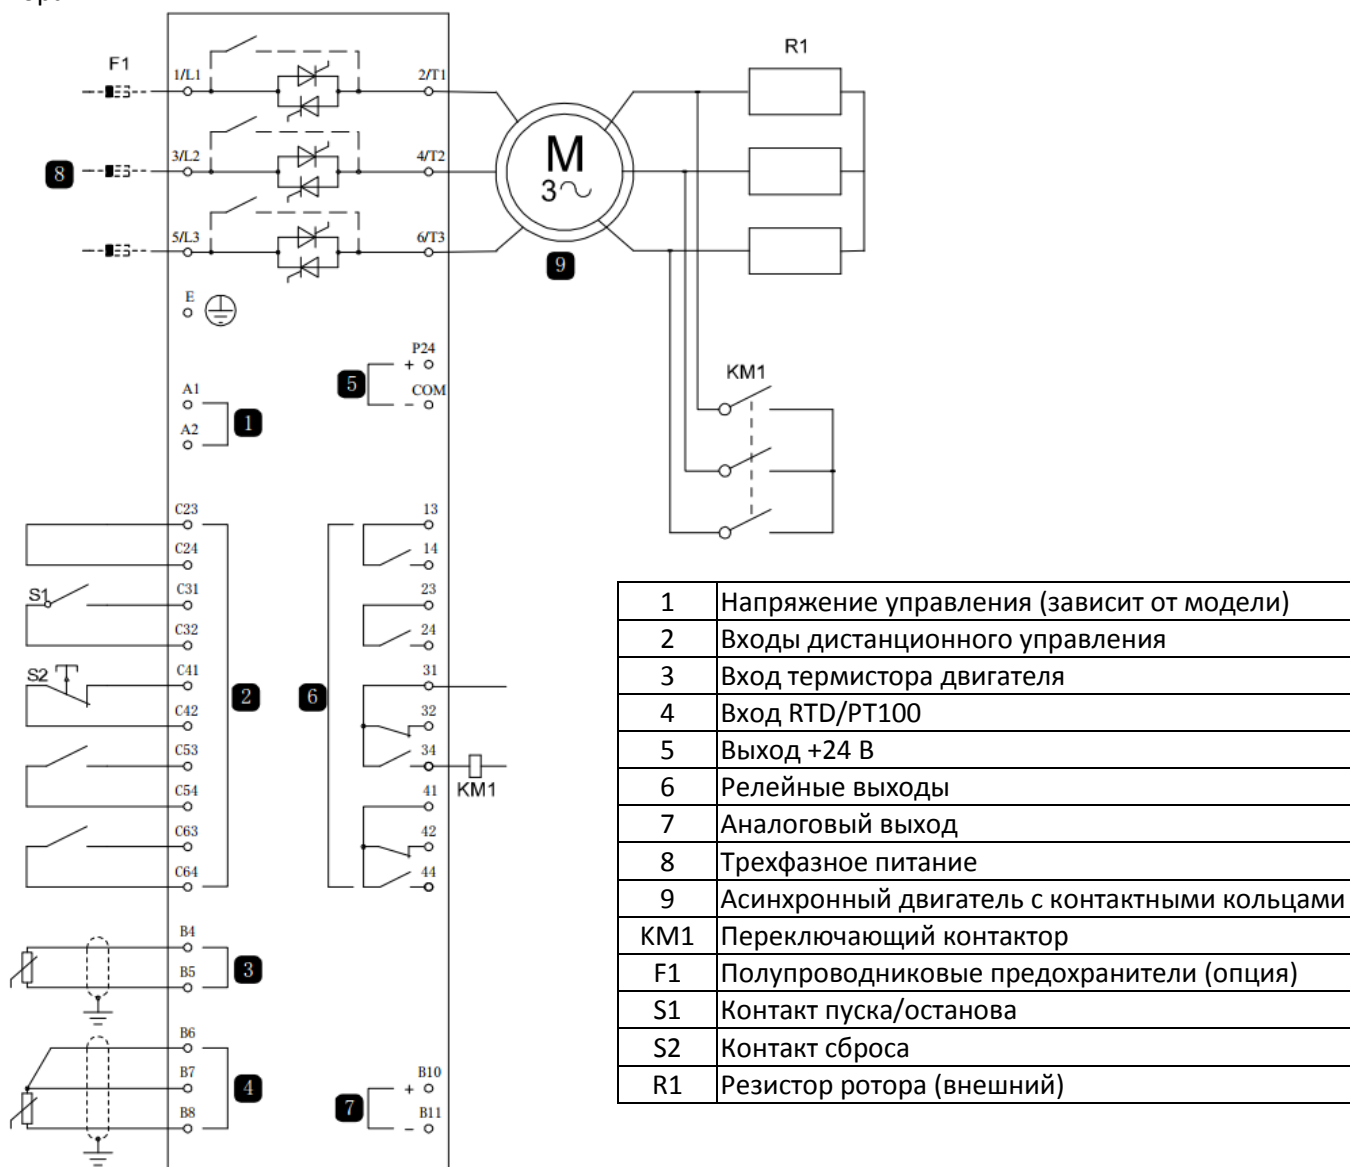 F1
1/L1
2/T1
R1
3/L2
4/T2
8
M
3
5/L3
6/T3
9
E
P24
+
5
COM
−
KM1
A1
1
A2
C23
13
C24
14
S1
C31
23
C32
24
S2
C41
31
2
6
C42
32
C53
34
KM1
C54
41
C63
42
C64
44
B4
3
B5
B6
B7
4
B8
B10
+
7
B11
−
1 Напряжение управления (зависит от модели)
2 Входы дистанционного управления
3 Вход термистора двигателя
4 Вход RTD/PT100
5 Выход +24 В
6 Релейные выходы
7 Аналоговый выход
8 Трехфазное питание
9 Асинхронный двигатель с контактными кольцами
KM1 Переключающий контактор
F1 Полупроводниковые предохранители (опция)
S1 Контакт пуска/останова
S2 Контакт сброса
R1 Резистор ротора (внешний)